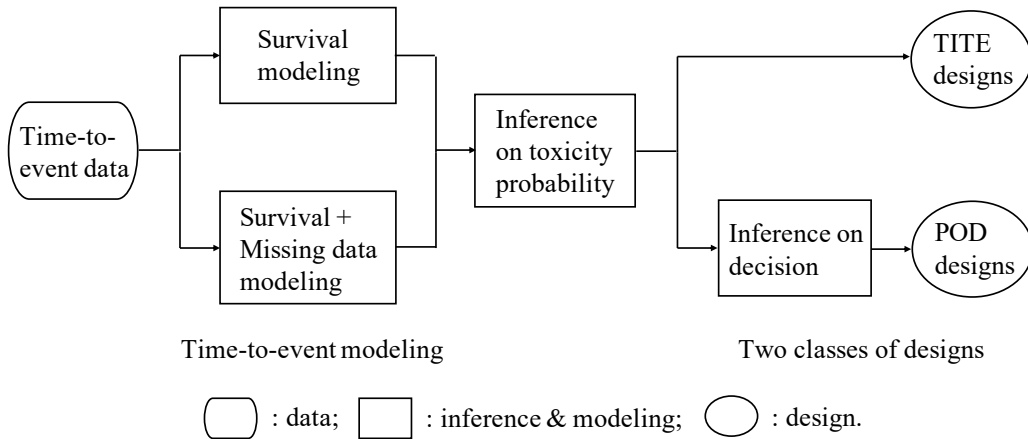 Time-to-
event data
Survival
modeling
Survival +
Missing data
modeling
Inference
on toxicity
probability
TITE
designs
Inference on
decision
POD
designs
Time-to-event modeling
Two classes of designs
: data;
: inference & modeling;
: design.